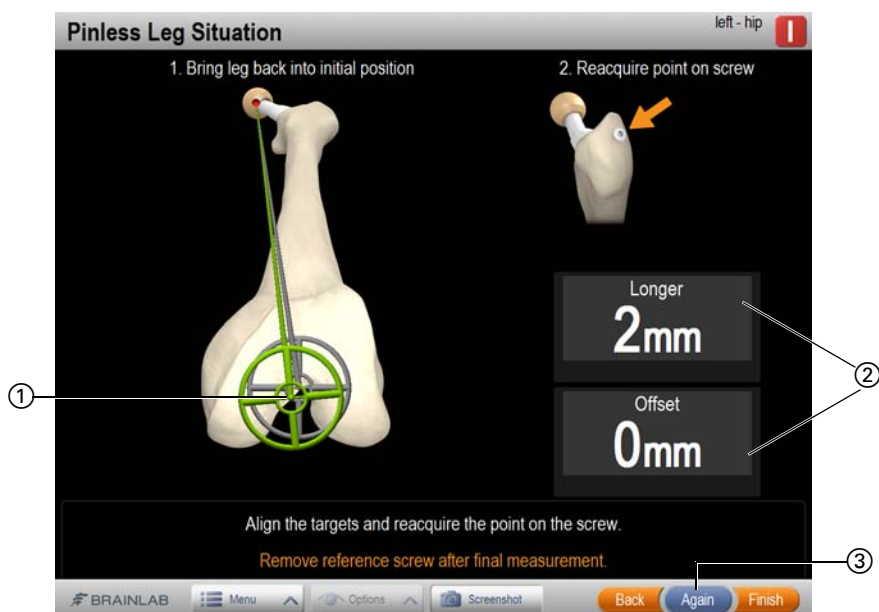 Pinless Leg Situation
left - hip
1. Bring leg back into initial position
2. Reacquire point on screw
Longer
2mm
Offset
0mm
①
②
③
Align the targets and reacquire the point on the screw.
Remove reference screw after final measurement.
BRAINLAB
Menu
Options
Screenshot
Back
Again
Finish